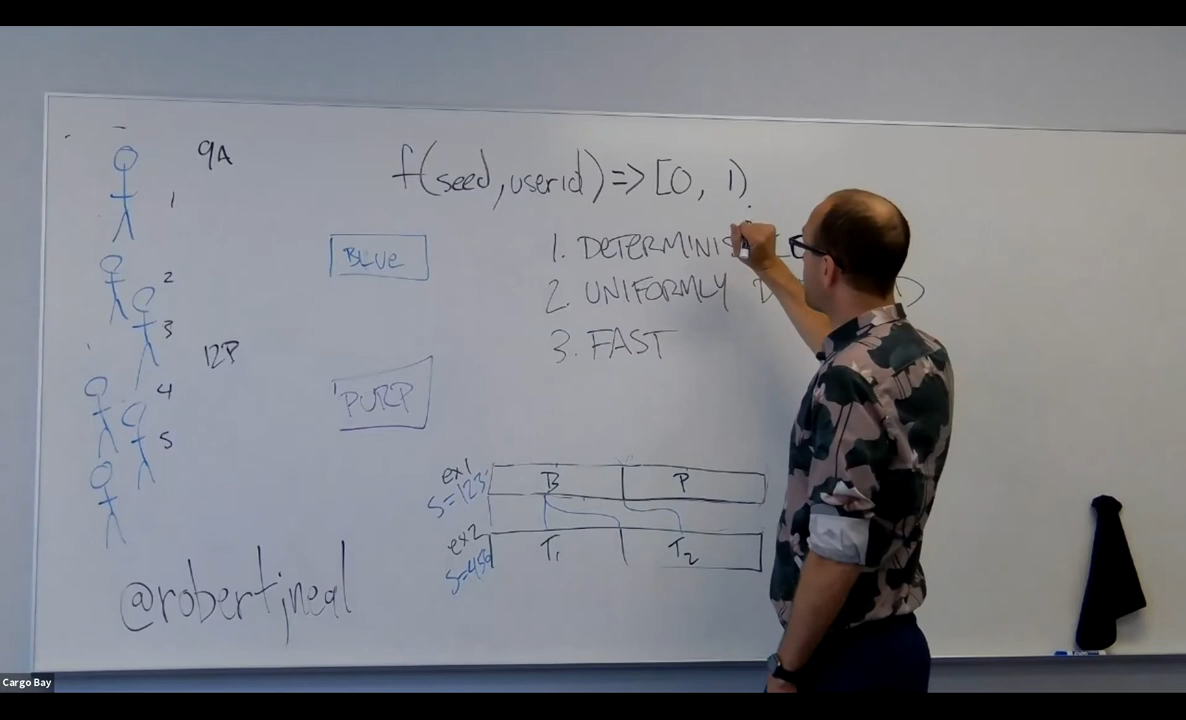 9A
f(seed,userid)=>[0, 1)
1
BLUE
1. DETERMINIS
2
2. UNIFORMLY
3
3. FAST
12P
4
PURP
5
ex1
B P
S=123
ex2
T1 T2
S=456
@robertjneal
Cargo Bay